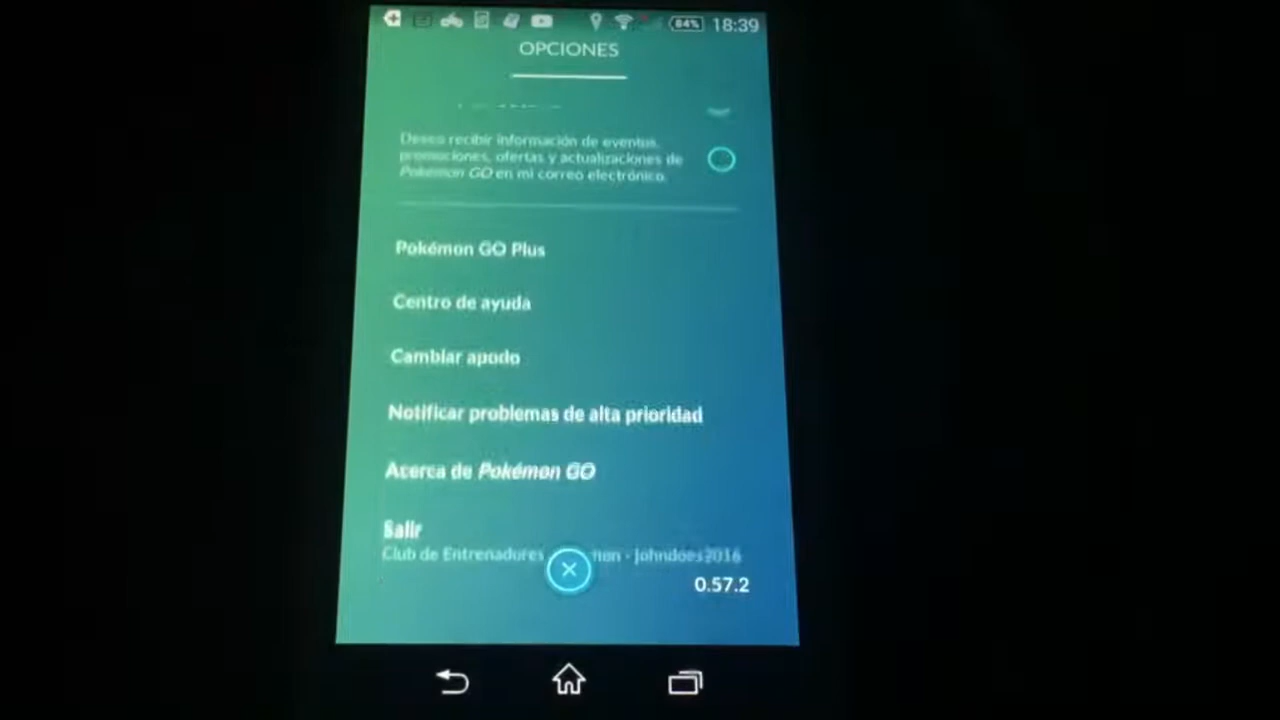 84% 18:39
OPCIONES
Deseo recibir información de eventos,
promociones, ofertas y actualizaciones de
Pokémon GO en mi correo electrónico.
Pokémon GO Plus
Centro de ayuda
Cambiar apodo
Notificar problemas de alta prioridad
Acerca de Pokémon GO
Salir
Club de Entrenadores mon - johndoes2016
0.57.2